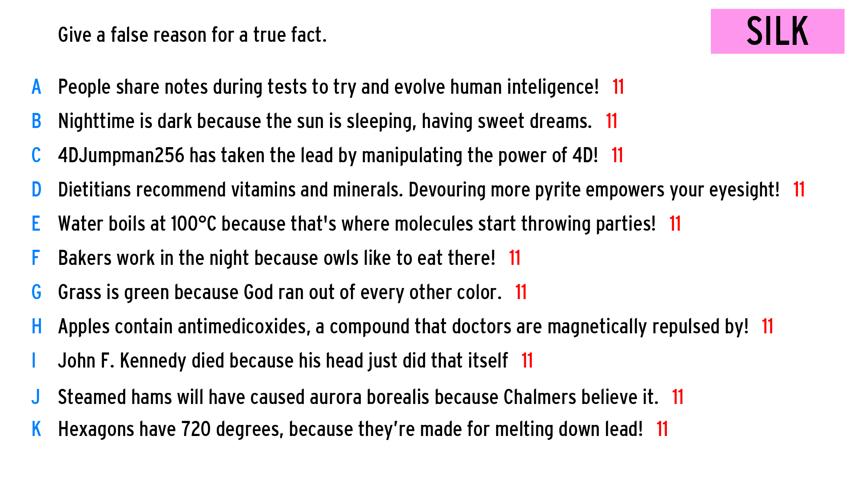 Give a false reason for a true fact.
SILK
A People share notes during tests to try and evolve human inteligence! 11
B Nighttime is dark because the sun is sleeping, having sweet dreams. 11
C 4DJumpman256 has taken the lead by manipulating the power of 4D! 11
D Dietitians recommend vitamins and minerals. Devouring more pyrite empowers your eyesight! 11
E Water boils at 100°C because that's where molecules start throwing parties! 11
F Bakers work in the night because owls like to eat there! 11
G Grass is green because God ran out of every other color. 11
H Apples contain antimedicoxides, a compound that doctors are magnetically repulsed by! 11
I John F. Kennedy died because his head just did that itself 11
J Steamed hams will have caused aurora borealis because Chalmers believe it. 11
K Hexagons have 720 degrees, because they’re made for melting down lead! 11